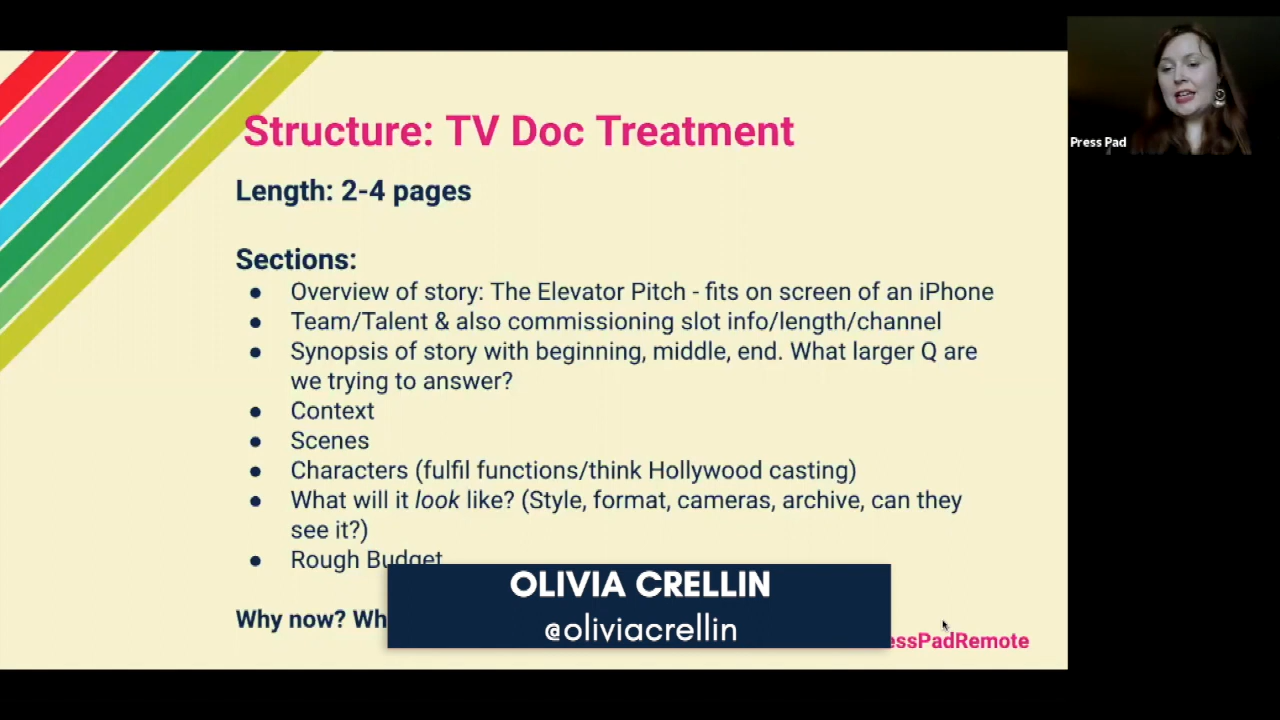 Structure: TV Doc Treatment
Press Pad
Length: 2-4 pages
Sections:
● Overview of story: The Elevator Pitch - fits on screen of an iPhone
● Team/Talent & also commissioning slot info/length/channel
● Synopsis of story with beginning, middle, end. What larger Q are
we trying to answer?
● Context
● Scenes
● Characters (fulfil functions/think Hollywood casting)
● What will it look like? (Style, format, cameras, archive, can they
see it?)
● Rough Budget
Why now?
OLIVIA CRELLIN
@oliviacrellin
essPadRemote